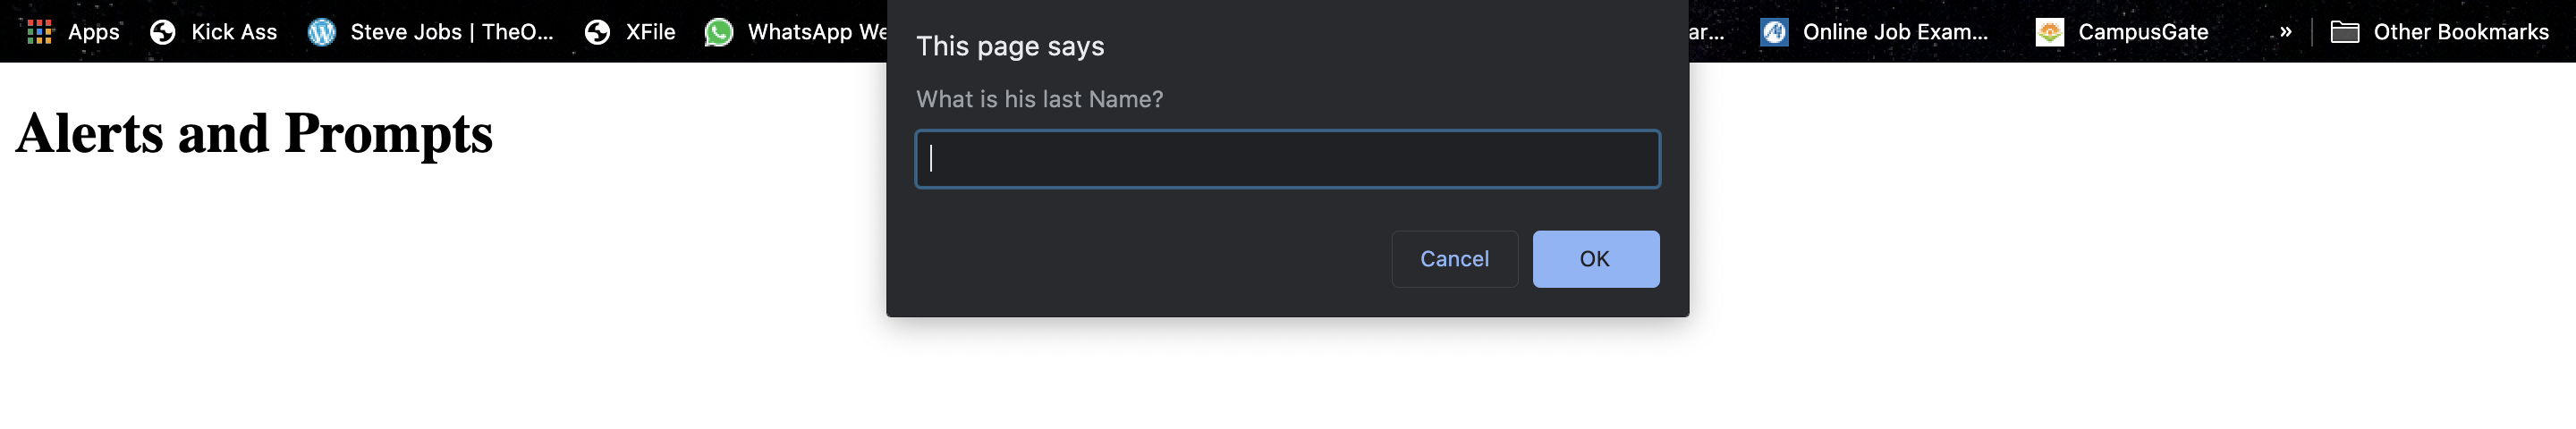 Apps Kick Ass Steve Jobs | TheO... XFile WhatsApp We ar... Online Job Exam... CampusGate » Other Bookmarks
This page says
What is his last Name?
Alerts and Prompts
Cancel OK